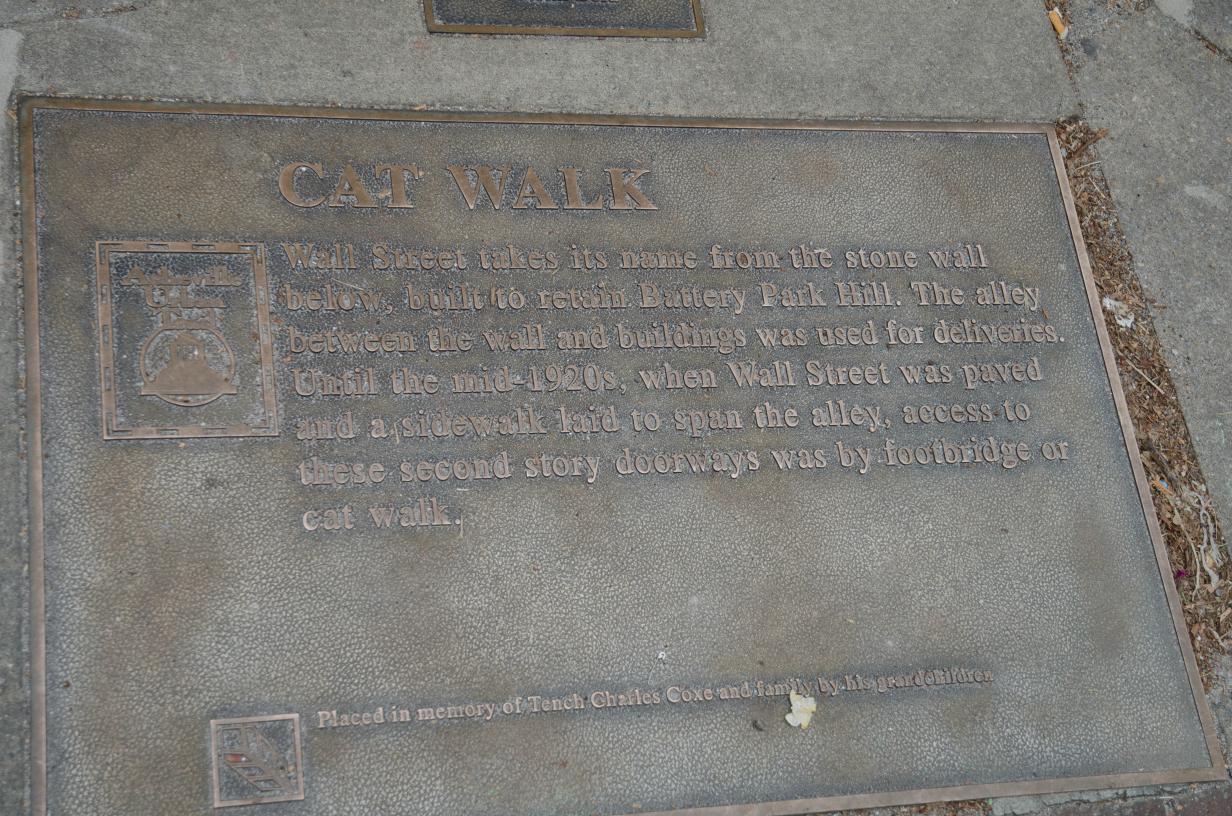 CAT WALK
Asheville
Urban
Trail
Wall Street takes its name from the stone wall
below, built to retain Battery Park Hill. The alley
between the wall and buildings was used for deliveries.
Until the mid-1920s, when Wall Street was paved
and a sidewalk laid to span the alley, access to
these second story doorways was by footbridge or
cat walk.
Placed in memory of Tench Charles Coxe and family by his grandchildren